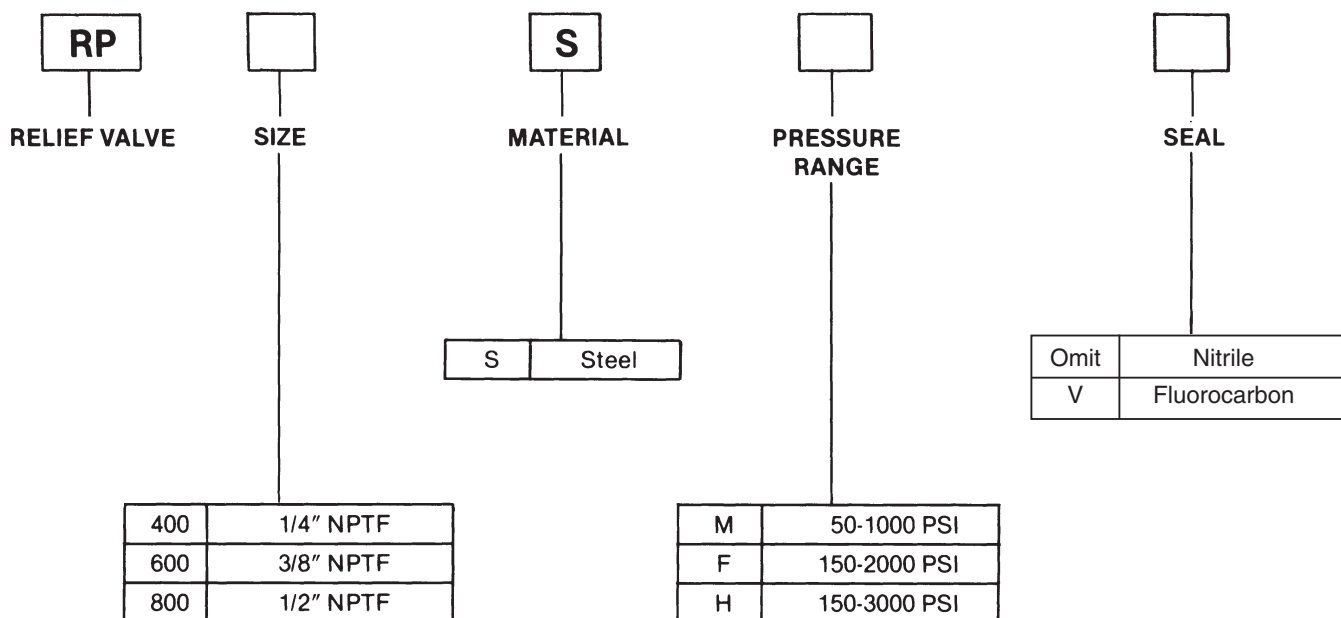 RP
S
RELIEF VALVE
SIZE
MATERIAL
PRESSURE
RANGE
SEAL
S Steel
Omit Nitrile
V Fluorocarbon
400 1/4″ NPTF
600 3/8″ NPTF
800 1/2″ NPTF
M 50-1000 PSI
F 150-2000 PSI
H 150-3000 PSI